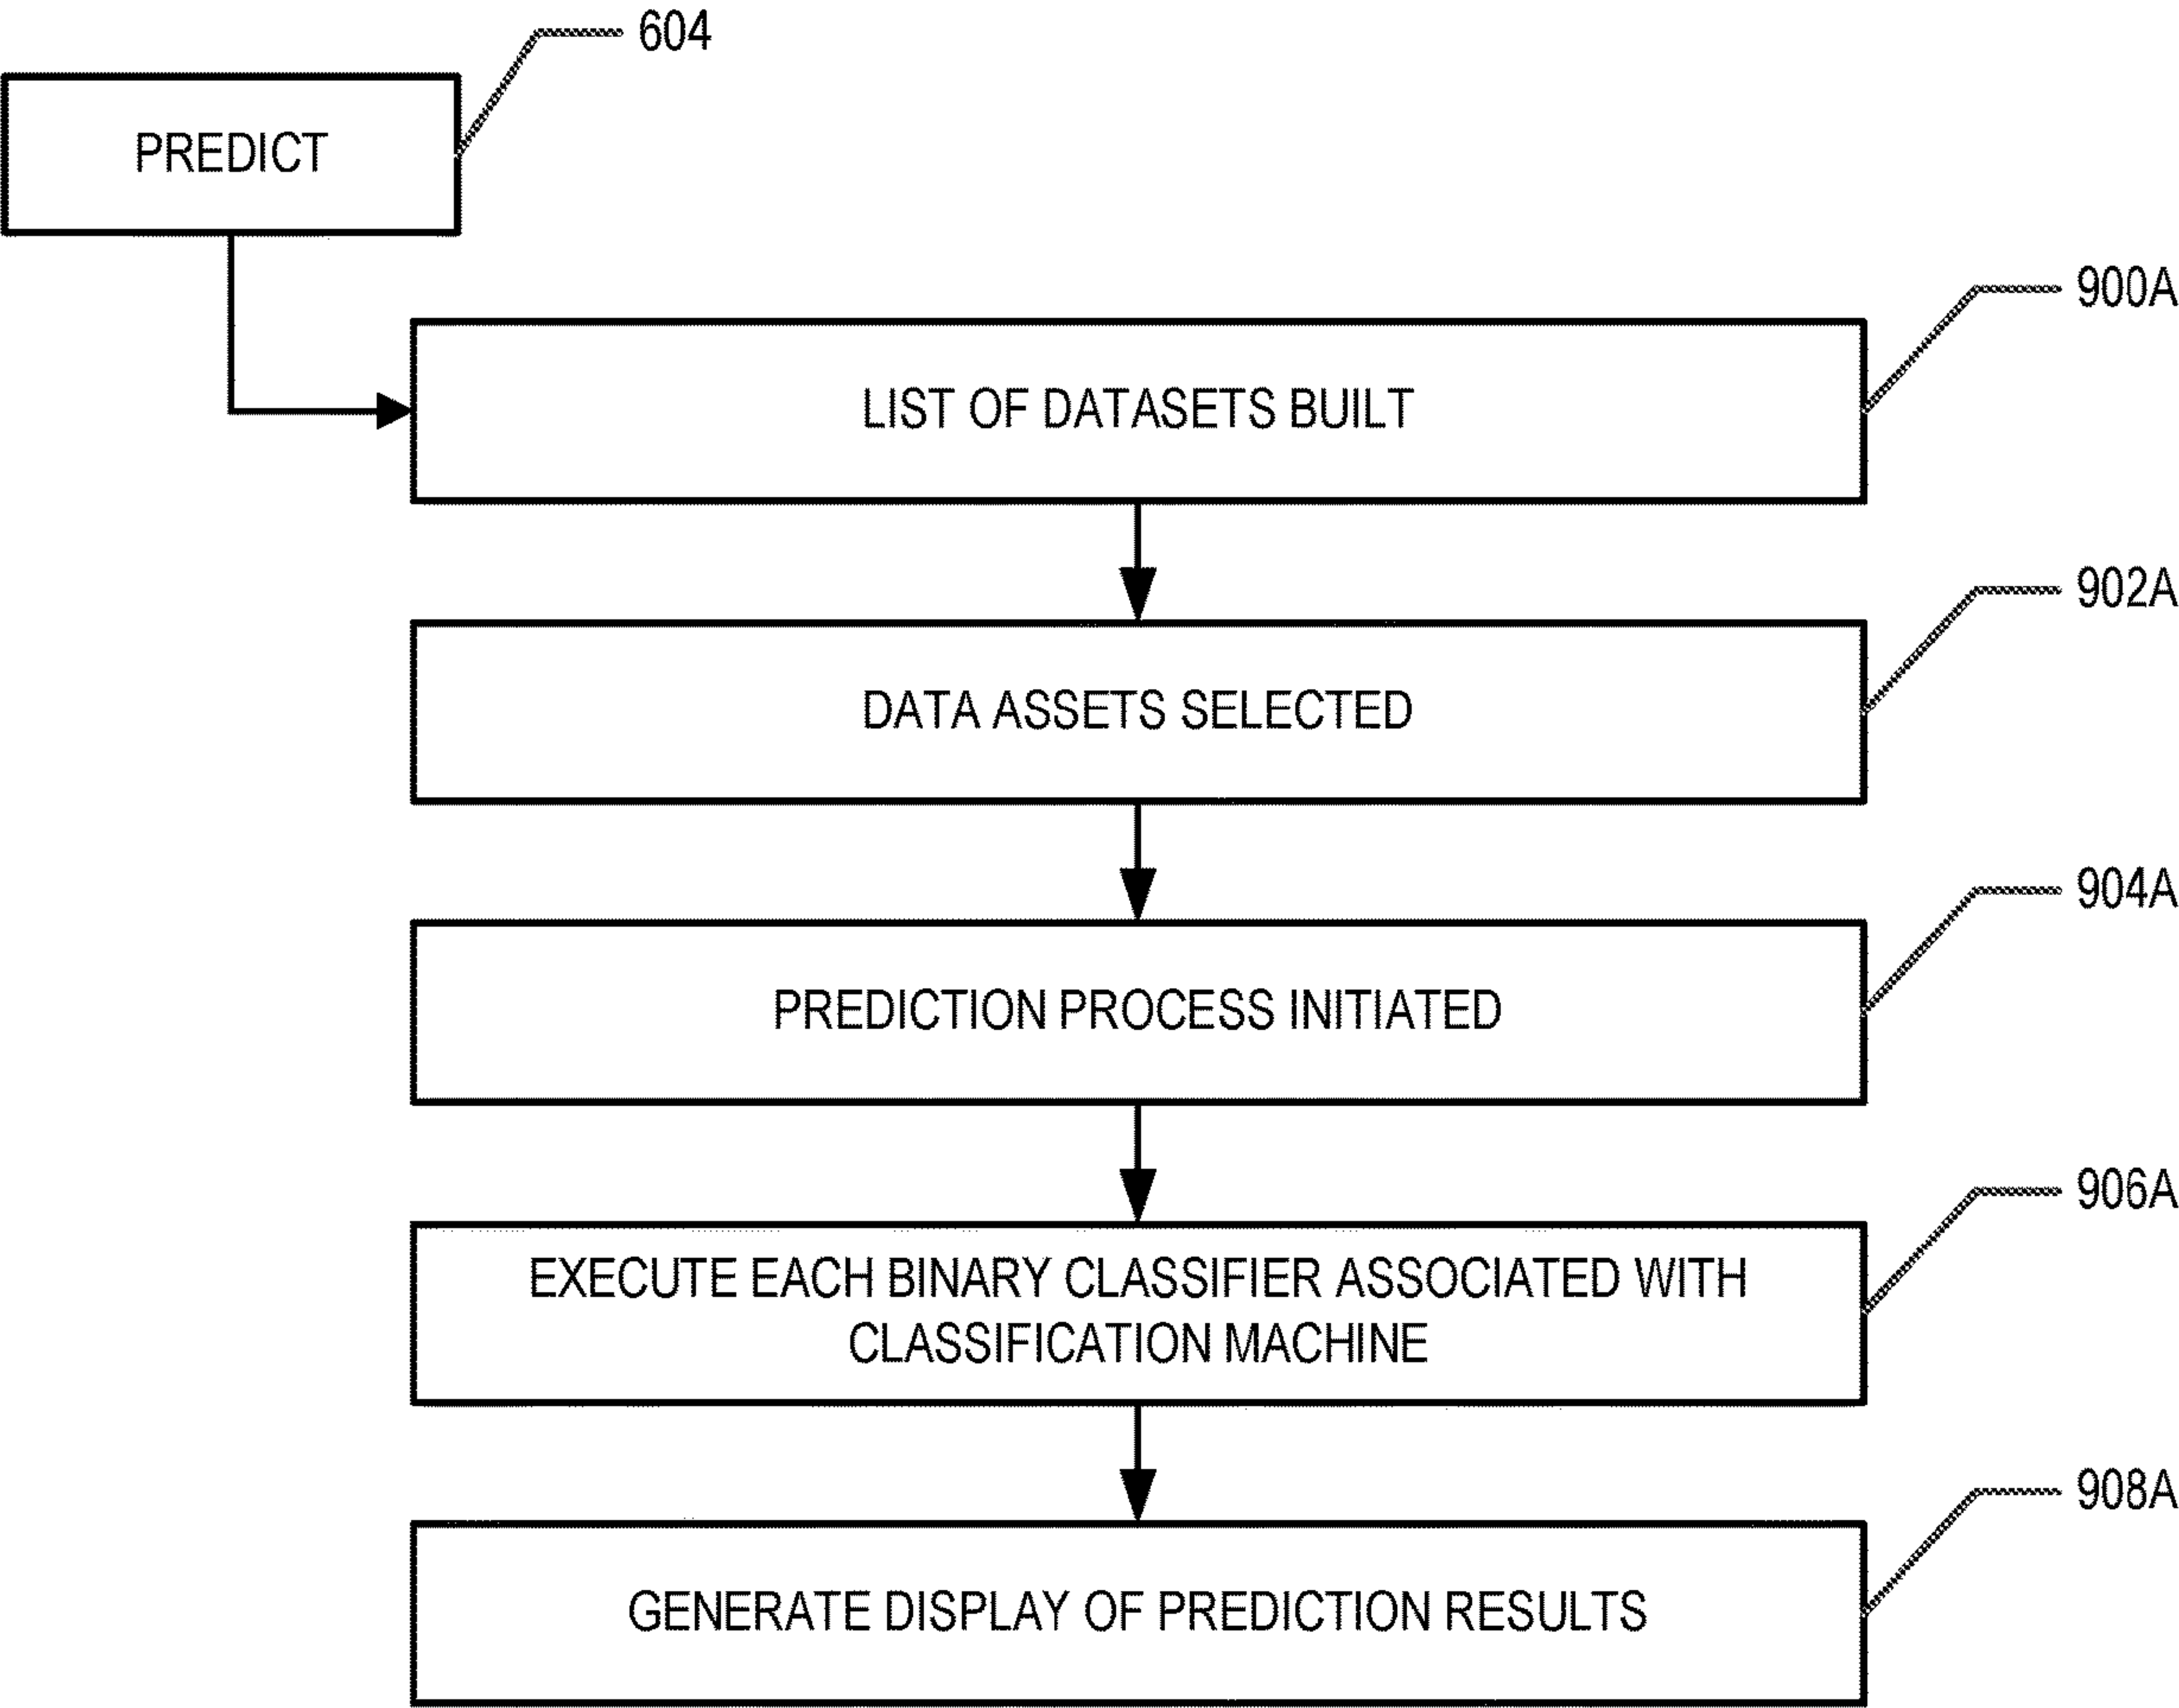 604
PREDICT
900A
LIST OF DATASETS BUILT
902A
DATA ASSETS SELECTED
904A
PREDICTION PROCESS INITIATED
906A
EXECUTE EACH BINARY CLASSIFIER ASSOCIATED WITH
CLASSIFICATION MACHINE
908A
GENERATE DISPLAY OF PREDICTION RESULTS